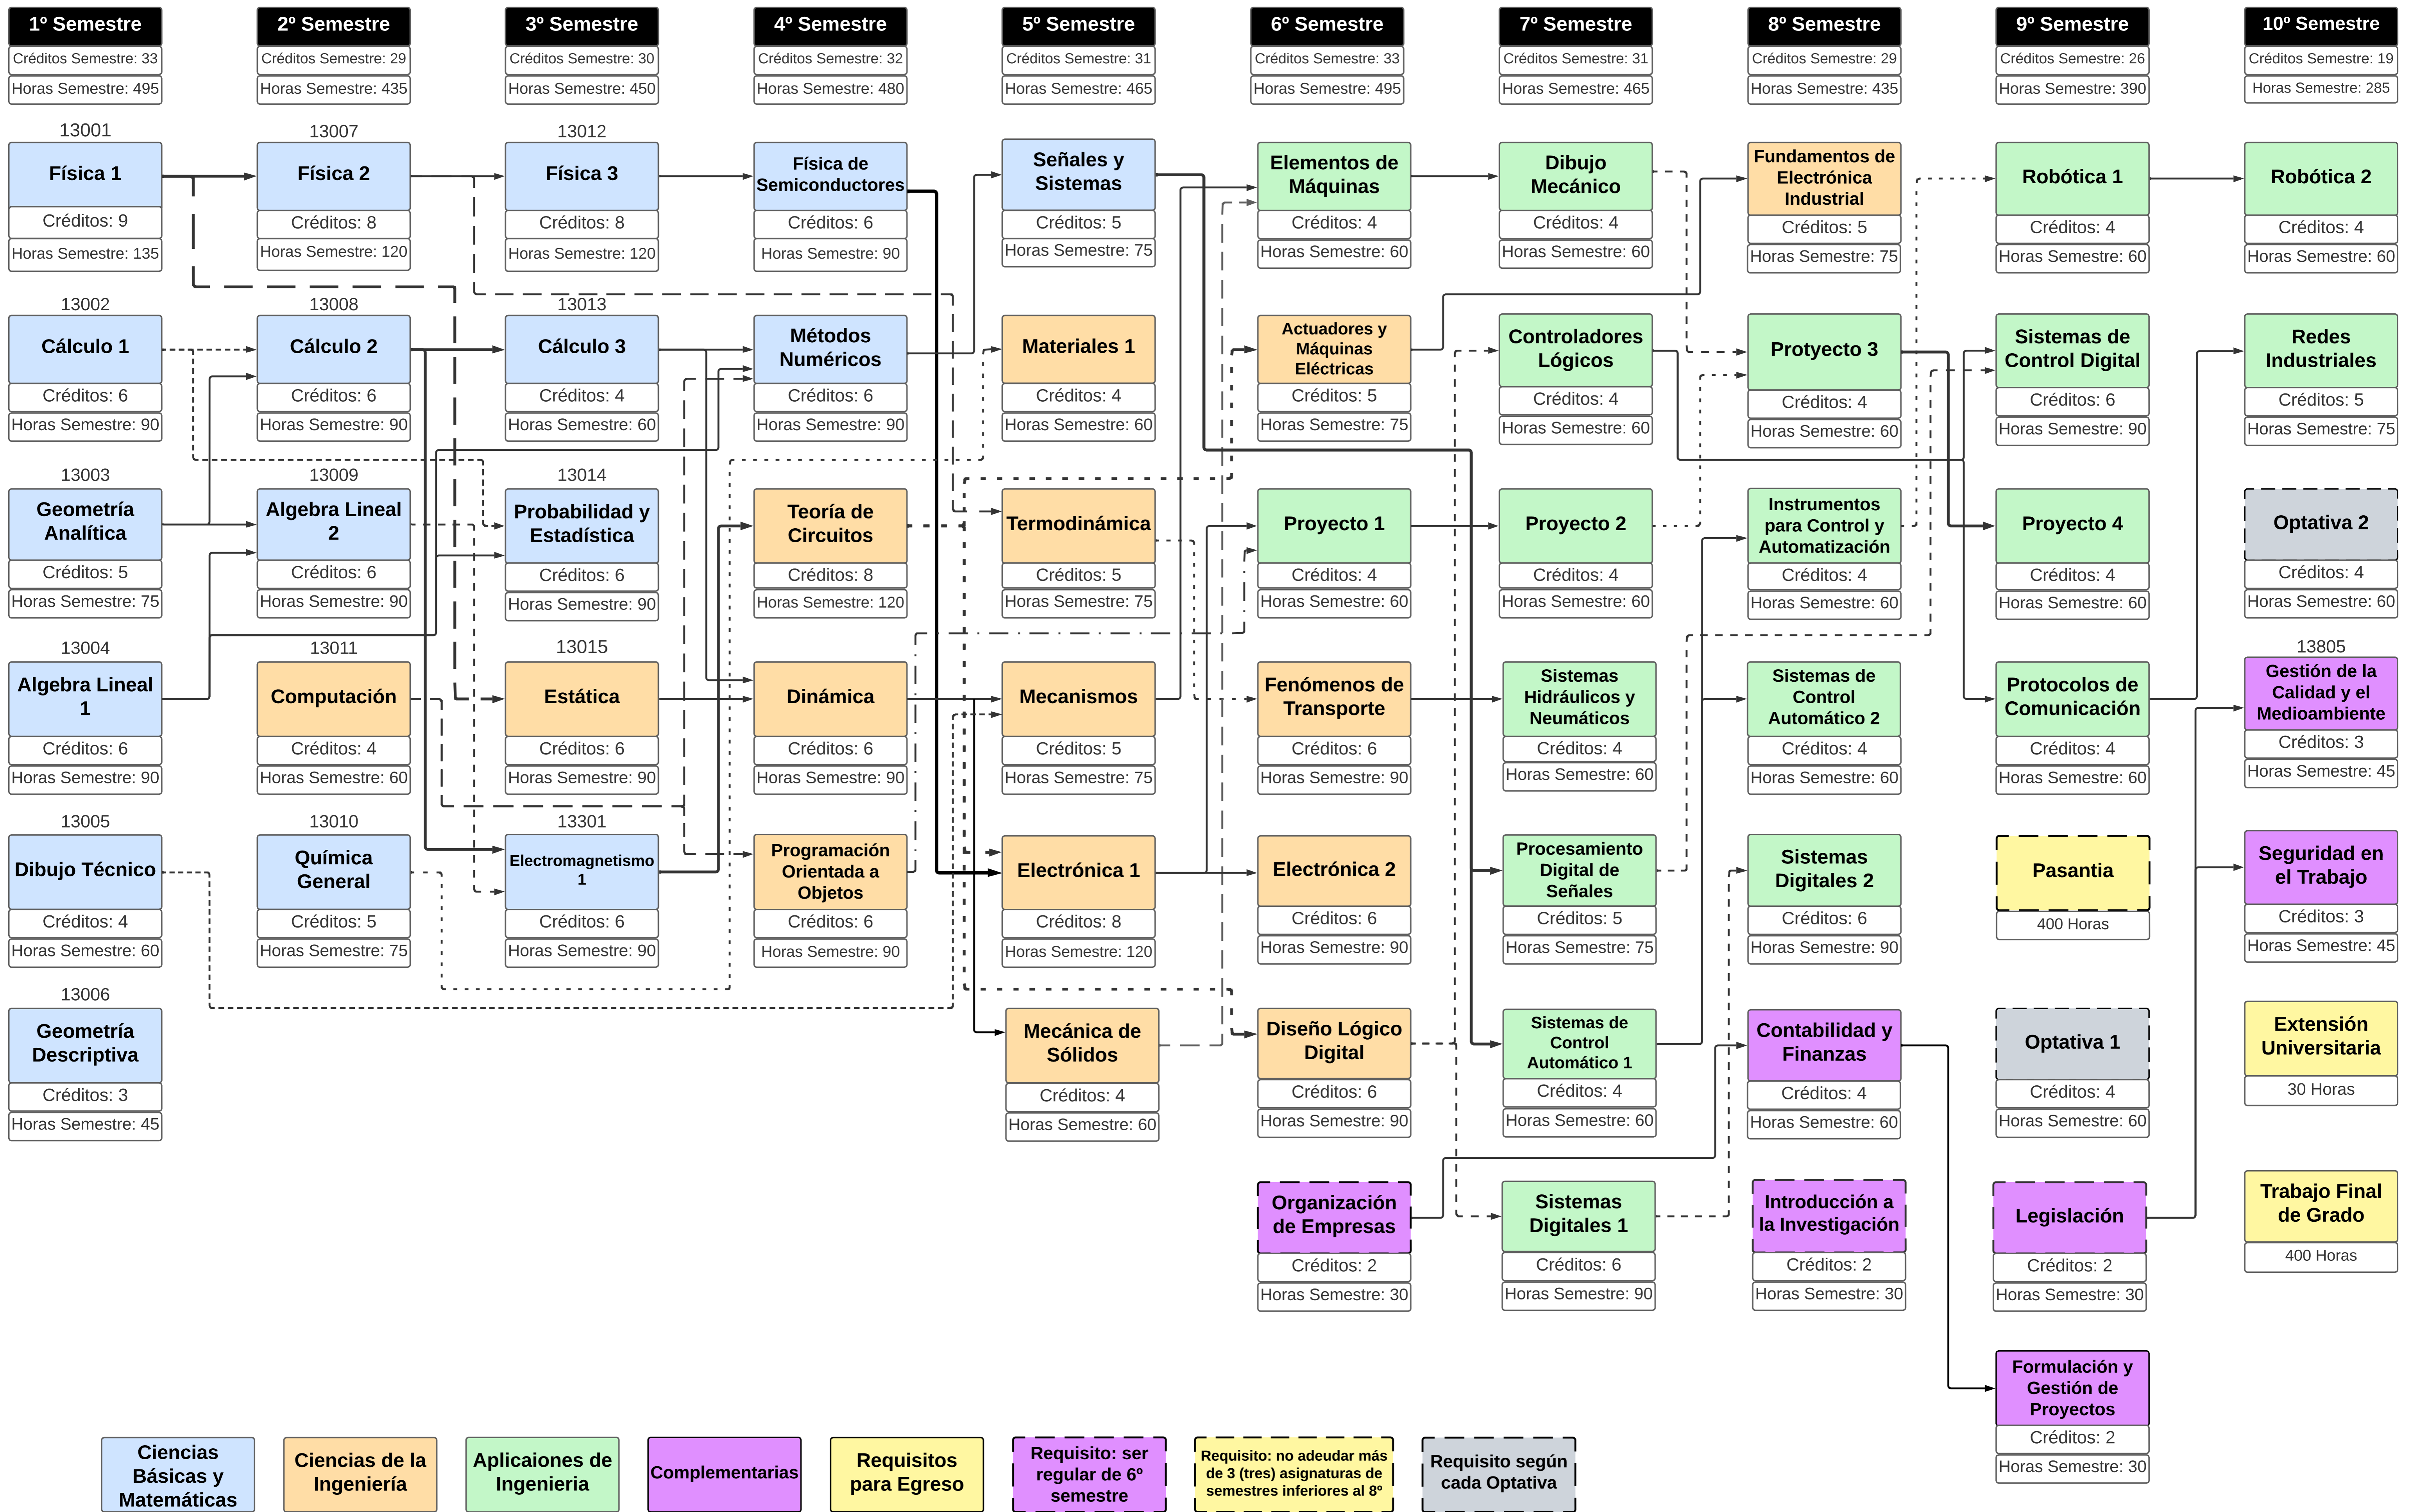 1º Semestre
Créditos Semestre: 33
Horas Semestre: 495
2º Semestre
Créditos Semestre: 29
Horas Semestre: 435
3º Semestre
Créditos Semestre: 30
Horas Semestre: 450
4º Semestre
Créditos Semestre: 32
Horas Semestre: 480
5º Semestre
Créditos Semestre: 31
Horas Semestre: 465
6º Semestre
Créditos Semestre: 33
Horas Semestre: 495
7º Semestre
Créditos Semestre: 31
Horas Semestre: 465
8º Semestre
Créditos Semestre: 29
Horas Semestre: 435
9º Semestre
Créditos Semestre: 26
Horas Semestre: 390
10º Semestre
Créditos Semestre: 19
Horas Semestre: 285
13001
Física 1
Créditos: 9
Horas Semestre: 135
13007
Física 2
Créditos: 8
Horas Semestre: 120
13012
Física 3
Créditos: 8
Horas Semestre: 120
Física de
Semiconductores
Créditos: 6
Horas Semestre: 90
Señales y
Sistemas
Créditos: 5
Horas Semestre: 75
Elementos de
Máquinas
Créditos: 4
Horas Semestre: 60
Dibujo
Mecánico
Créditos: 4
Horas Semestre: 60
Fundamentos de
Electrónica
Industrial
Créditos: 5
Horas Semestre: 75
Robótica 1
Créditos: 4
Horas Semestre: 60
Robótica 2
Créditos: 4
Horas Semestre: 60
13002
Cálculo 1
Créditos: 6
Horas Semestre: 90
13008
Cálculo 2
Créditos: 6
Horas Semestre: 90
13013
Cálculo 3
Créditos: 4
Horas Semestre: 60
Métodos
Numéricos
Créditos: 6
Horas Semestre: 90
Materiales 1
Créditos: 4
Horas Semestre: 60
Actuadores y
Máquinas
Eléctricas
Créditos: 5
Horas Semestre: 75
Controladores
Lógicos
Créditos: 4
Horas Semestre: 60
Protyecto 3
Créditos: 4
Horas Semestre: 60
Sistemas de
Control Digital
Créditos: 6
Horas Semestre: 90
Redes
Industriales
Créditos: 5
Horas Semestre: 75
13003
Geometría
Analítica
Créditos: 5
Horas Semestre: 75
13009
Algebra Lineal
2
Créditos: 6
Horas Semestre: 90
13014
Probabilidad y
Estadística
Créditos: 6
Horas Semestre: 90
Teoría de
Circuitos
Créditos: 8
Horas Semestre: 120
Termodinámica
Créditos: 5
Horas Semestre: 75
Proyecto 1
Créditos: 4
Horas Semestre: 60
Proyecto 2
Créditos: 4
Horas Semestre: 60
Instrumentos
para Control y
Automatización
Créditos: 4
Horas Semestre: 60
Proyecto 4
Créditos: 4
Horas Semestre: 60
Optativa 2
Créditos: 4
Horas Semestre: 60
13004
Algebra Lineal
1
Créditos: 6
Horas Semestre: 90
13011
Computación
Créditos: 4
Horas Semestre: 60
13015
Estática
Créditos: 6
Horas Semestre: 90
Dinámica
Créditos: 6
Horas Semestre: 90
Mecanismos
Créditos: 5
Horas Semestre: 75
Fenómenos de
Transporte
Créditos: 6
Horas Semestre: 90
Sistemas
Hidráulicos y
Neumáticos
Créditos: 4
Horas Semestre: 60
Sistemas de
Control
Automático 2
Créditos: 4
Horas Semestre: 60
Protocolos de
Comunicación
Créditos: 4
Horas Semestre: 60
13805
Gestión de la
Calidad y el
Medioambiente
Créditos: 3
Horas Semestre: 45
13005
Dibujo Técnico
Créditos: 4
Horas Semestre: 60
13010
Química
General
Créditos: 5
Horas Semestre: 75
13301
Electromagnetismo
1
Créditos: 6
Horas Semestre: 90
Programación
Orientada a
Objetos
Créditos: 6
Horas Semestre: 90
Electrónica 1
Créditos: 8
Horas Semestre: 120
Electrónica 2
Créditos: 6
Horas Semestre: 90
Procesamiento
Digital de
Señales
Créditos: 5
Horas Semestre: 75
Sistemas
Digitales 2
Créditos: 6
Horas Semestre: 90
Pasantia
400 Horas
Seguridad en
el Trabajo
Créditos: 3
Horas Semestre: 45
13006
Geometría
Descriptiva
Créditos: 3
Horas Semestre: 45
Mecánica de
Sólidos
Créditos: 4
Horas Semestre: 60
Diseño Lógico
Digital
Créditos: 6
Horas Semestre: 90
Sistemas de
Control
Automático 1
Créditos: 4
Horas Semestre: 60
Contabilidad y
Finanzas
Créditos: 4
Horas Semestre: 60
Optativa 1
Créditos: 4
Horas Semestre: 60
Extensión
Universitaria
30 Horas
Organización
de Empresas
Créditos: 2
Horas Semestre: 30
Sistemas
Digitales 1
Créditos: 6
Horas Semestre: 90
Introducción a
la Investigación
Créditos: 2
Horas Semestre: 30
Legislación
Créditos: 2
Horas Semestre: 30
Trabajo Final
de Grado
400 Horas
Formulación y
Gestión de
Proyectos
Créditos: 2
Horas Semestre: 30
Ciencias
Básicas y
Matemáticas
Ciencias de la
Ingeniería
Aplicaiones de
Ingenieria
Complementarias
Requisitos
para Egreso
Requisito: ser
regular de 6º
semestre
Requisito: no adeudar más
de 3 (tres) asignaturas de
semestres inferiores al 8º
Requisito según
cada Optativa